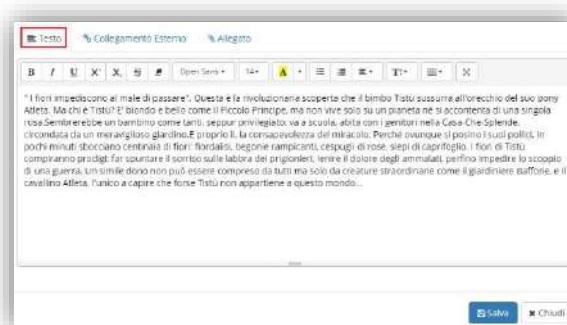 Testo Collegamento Esterno Allegato
B I U X' X, S Open Sans 14 A T1
"I fiori impediscono al male di passare". Questa è la rivoluzionaria scoperta che il bimbo Tistù sussurra all'orecchio del suo pony
Atleta. Ma chi è Tistù? E' biondo e bello come il Piccolo Principe, ma non vive solo su un pianeta né si accontenta di una singola
rosa.Sembrerebbe un bambino come tanti, seppur privilegiato: va a scuola, abita con i genitori nella Casa-Che-Splende,
circondata da un meraviglioso giardino.E proprio lì, la consapevolezza del miracolo. Perché ovunque si posino i suoi pollici, in
pochi minuti sbocciano centinaia di fiori: fiordalisi, begonie rampicanti, cespugli di rose, siepi di caprifoglio. I fiori di Tistù
compiranno prodigi: far spuntare il sorriso sulle labbra dei prigionieri, lenire il dolore degli ammalati, perfino impedire lo scoppio
di una guerra. Un simile dono non può essere compreso da tutti ma solo da creature straordinarie come il giardiniere Baffone, e il
cavallino Atleta, l'unico a capire che forse Tistù non appartiene a questo mondo...
Salva Chiudi